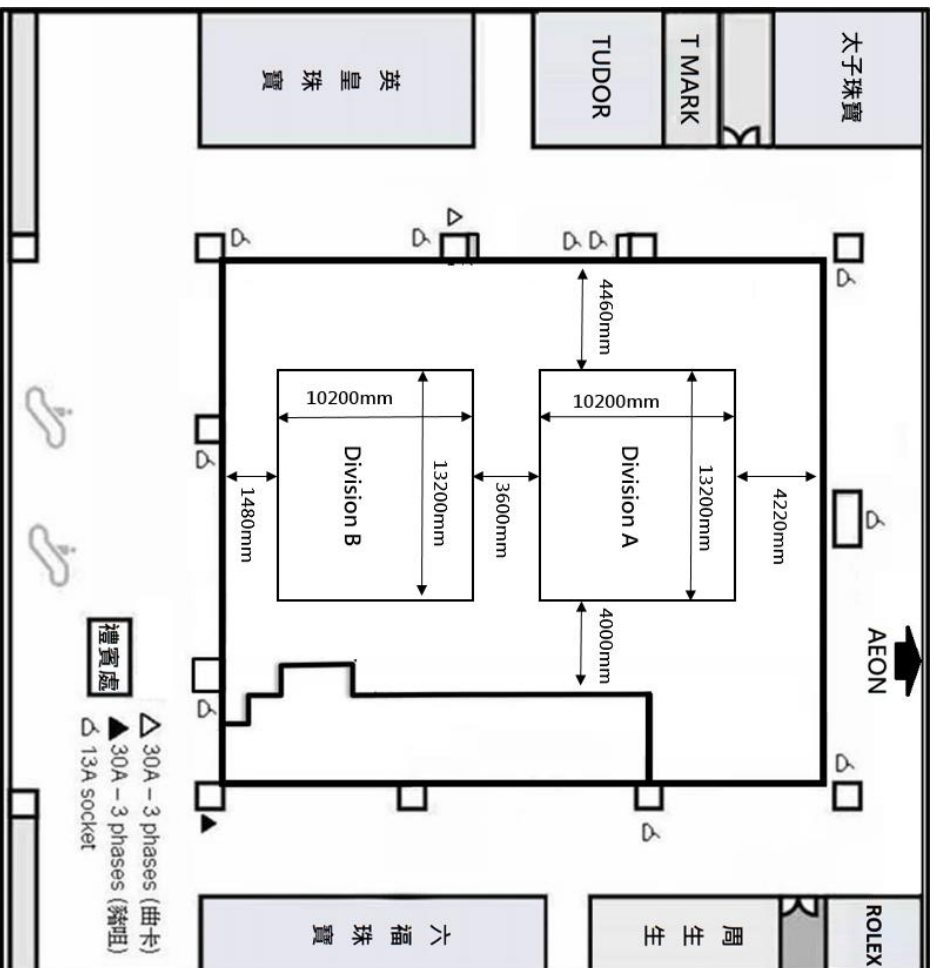 英皇珠寶
TUDOR
T MARK
太子珠寶
4460mm
10200mm
10200mm
Division B
13200mm
Division A
13200mm
1480mm
3600mm
4220mm
4000mm
AEON
禮賓處
30A – 3 phases (曲卡)
30A – 3 phases (豬咀)
13A socket
六福珠寶
周生生
ROLEX